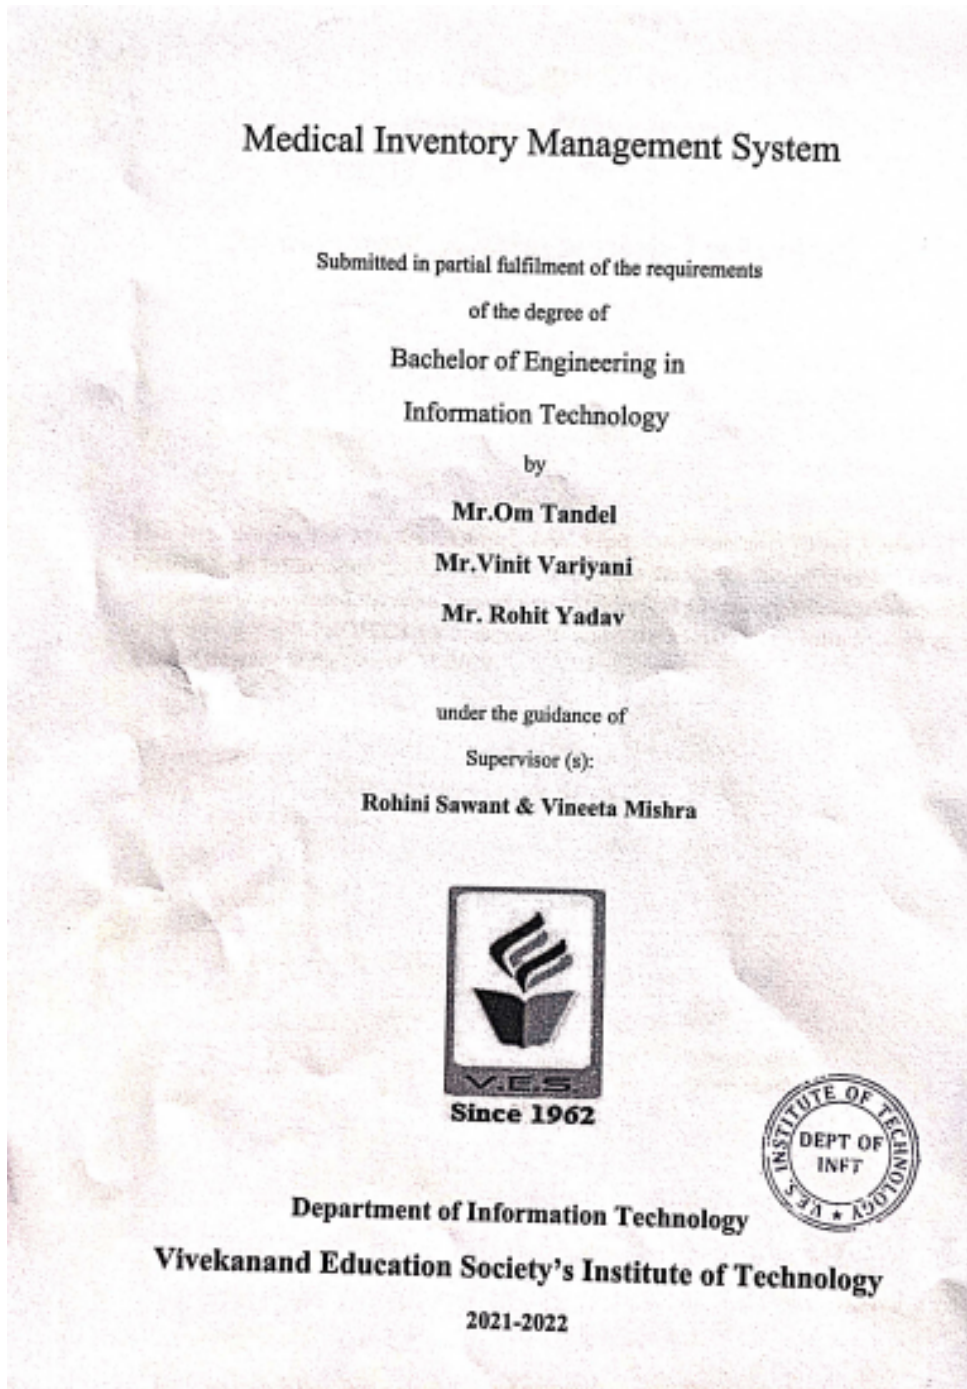 Medical Inventory Management System
Submitted in partial fulfilment of the requirements
of the degree of
Bachelor of Engineering in
Information Technology
by
Mr.Om Tandel
Mr.Vinit Variyani
Mr. Rohit Yadav
under the guidance of
Supervisor (s):
Rohini Sawant & Vineeta Mishra
V.E.S.
Since 1962
V.E.S. INSTITUTE OF TECHNOLOGY ★
DEPT OF
INFT
Department of Information Technology
Vivekanand Education Society's Institute of Technology
2021-2022